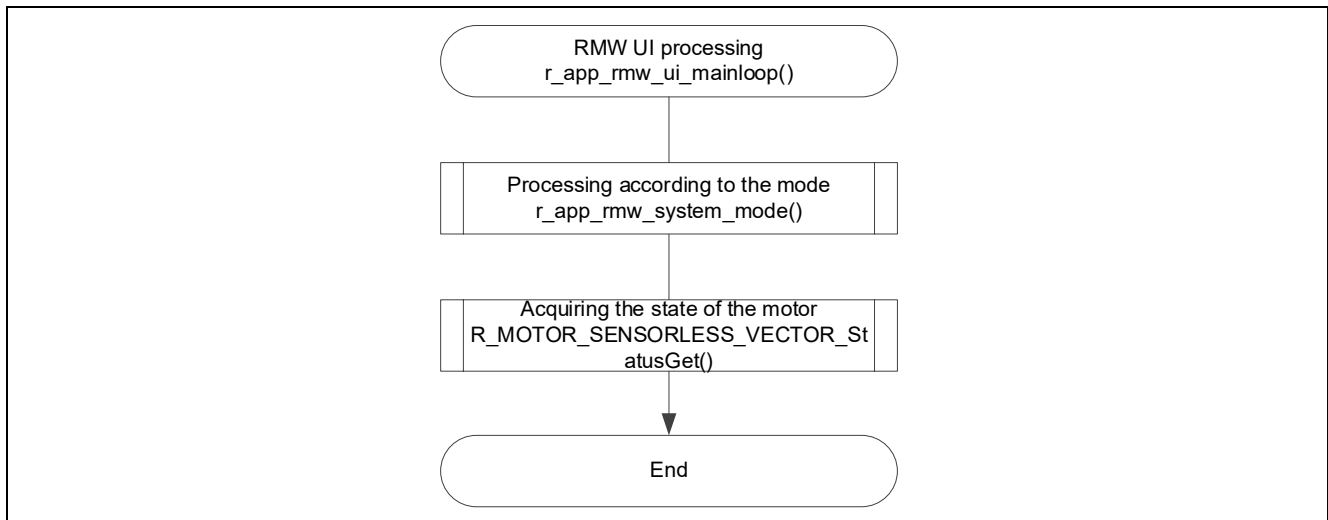 RMW UI processing
r_app_rmw_ui_mainloop()
Processing according to the mode
r_app_rmw_system_mode()
Acquiring the state of the motor
R_MOTOR_SENSORLESS_VECTOR_St
atusGet()
End